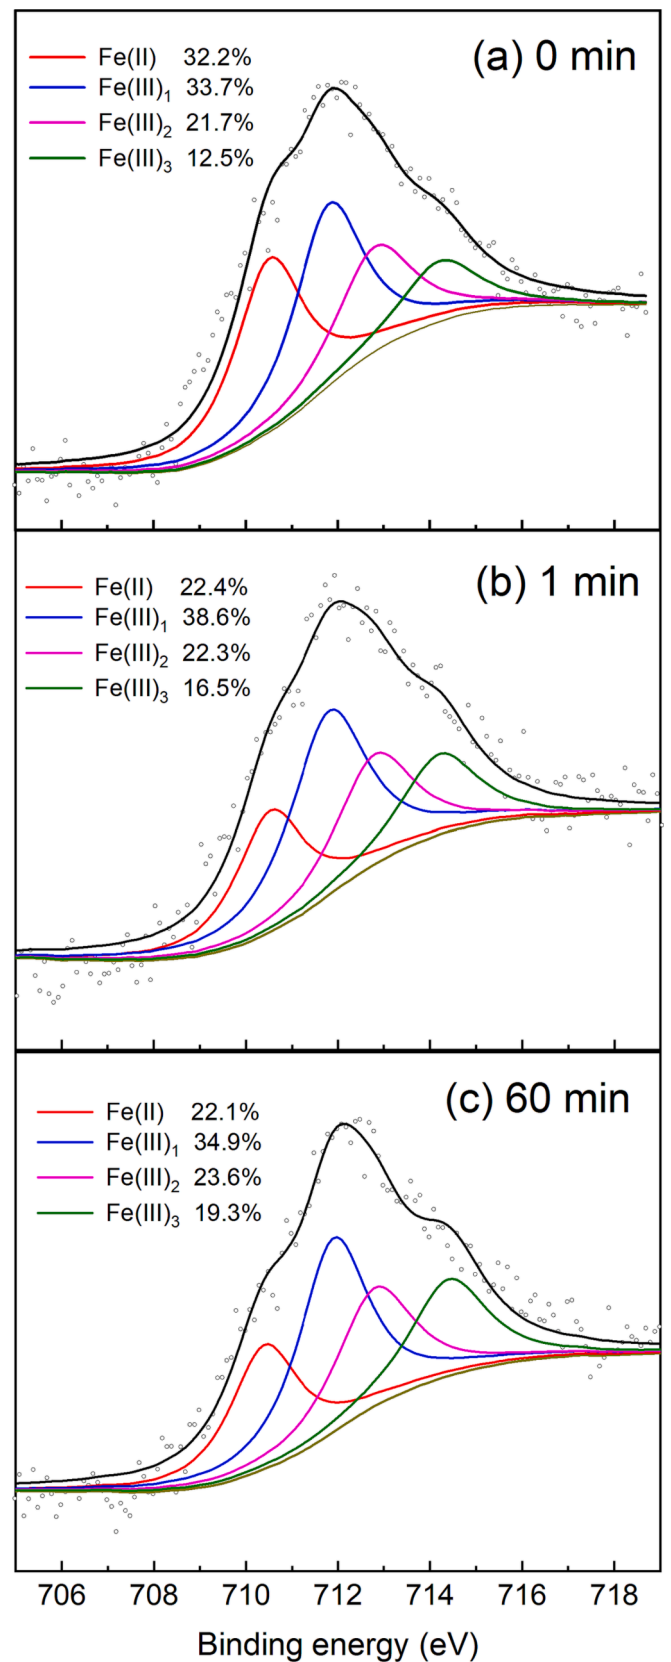 (a) 0 min
Fe(II) 32.2%
Fe(III)₁ 33.7%
Fe(III)₂ 21.7%
Fe(III)₃ 12.5%
(b) 1 min
Fe(II) 22.4%
Fe(III)₁ 38.6%
Fe(III)₂ 22.3%
Fe(III)₃ 16.5%
(c) 60 min
Fe(II) 22.1%
Fe(III)₁ 34.9%
Fe(III)₂ 23.6%
Fe(III)₃ 19.3%
706 708 710 712 714 716 718
Binding energy (eV)